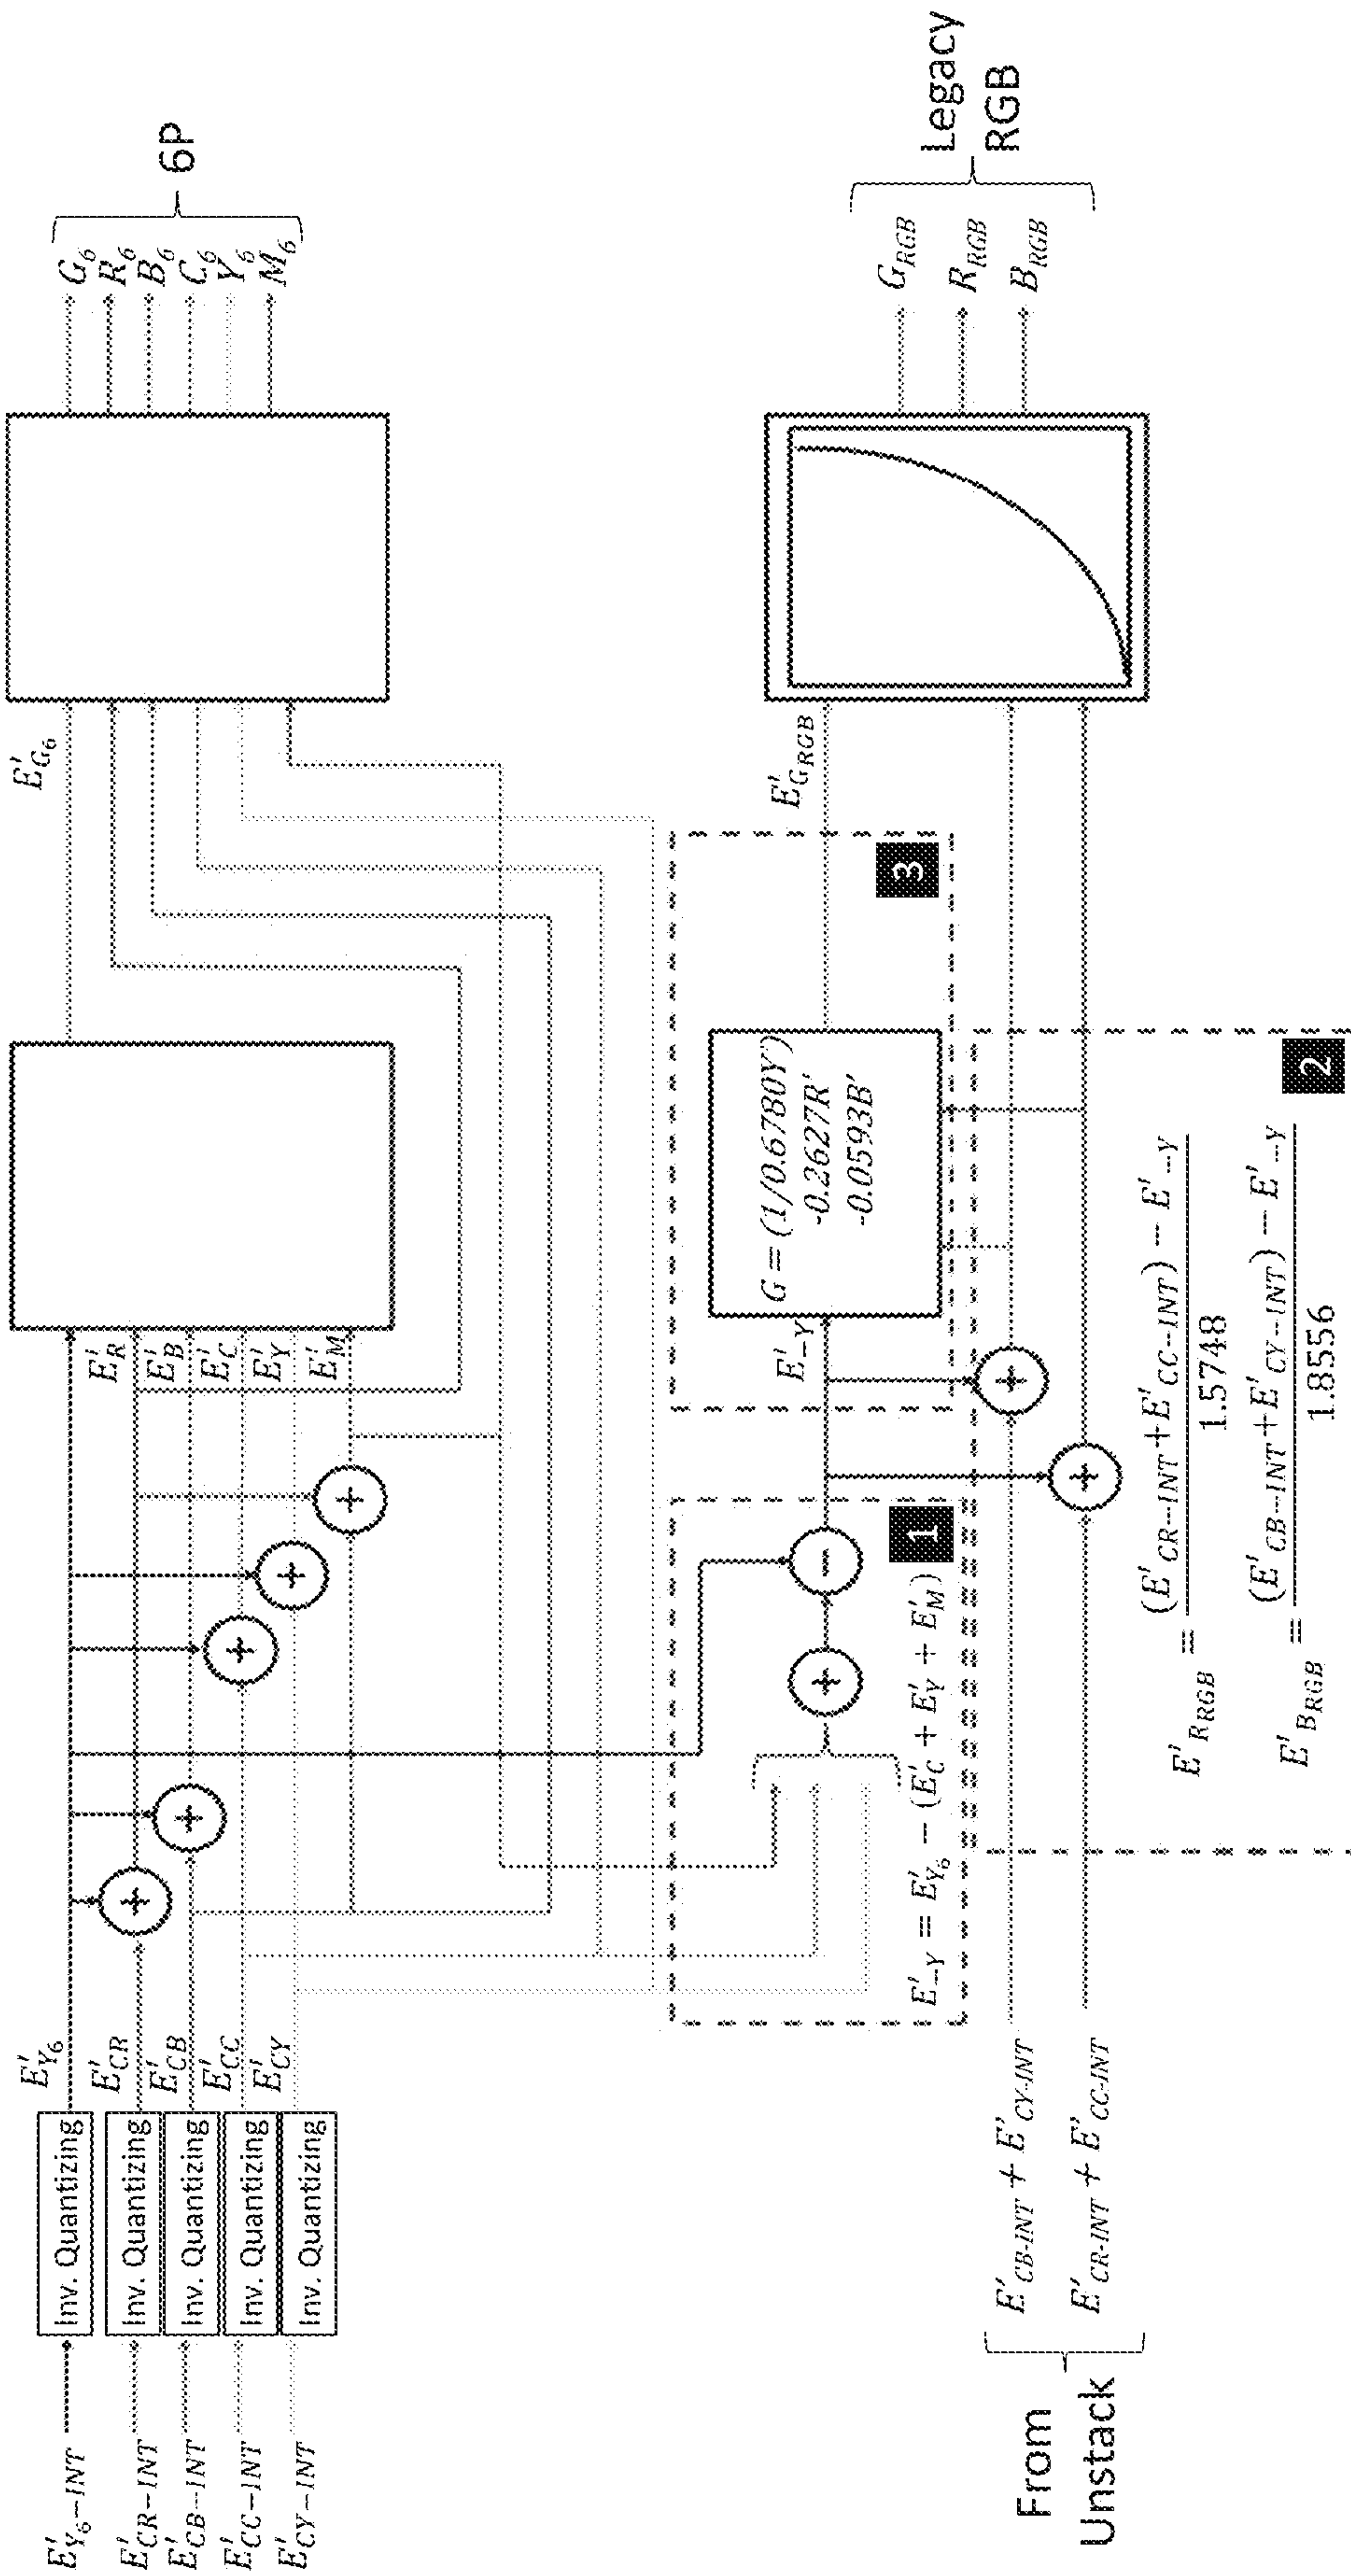 E'Y6-INT
E'CR-INT
E'CB-INT
E'CC-INT
E'CY-INT
Inv. Quantizing
Inv. Quantizing
Inv. Quantizing
Inv. Quantizing
Inv. Quantizing
E'Y6
E'CR
E'CB
E'CC
E'CY
+
+
+
+
+
E'R
E'B
E'C
E'Y
E'M
E'G6
G6
R6
B6
C6
Y6
M6
6P
+
−
E'-Y = E'Y6 − (E'C + E'Y + E'M)
1
E'-Y
G = (1/0.6780Y)
-0.2627R'
-0.0593B'
3
E'GRGB
GRGB
RRGB
BRGB
Legacy
RGB
From
Unstack
E'CB-INT + E'CY-INT
E'CR-INT + E'CC-INT
+
+
E'RRGB = (E'CR-INT+E'CC-INT) − E'-Y
1.5748
E'BRGB = (E'CB-INT+E'CY-INT) − E'-Y
1.8556
2